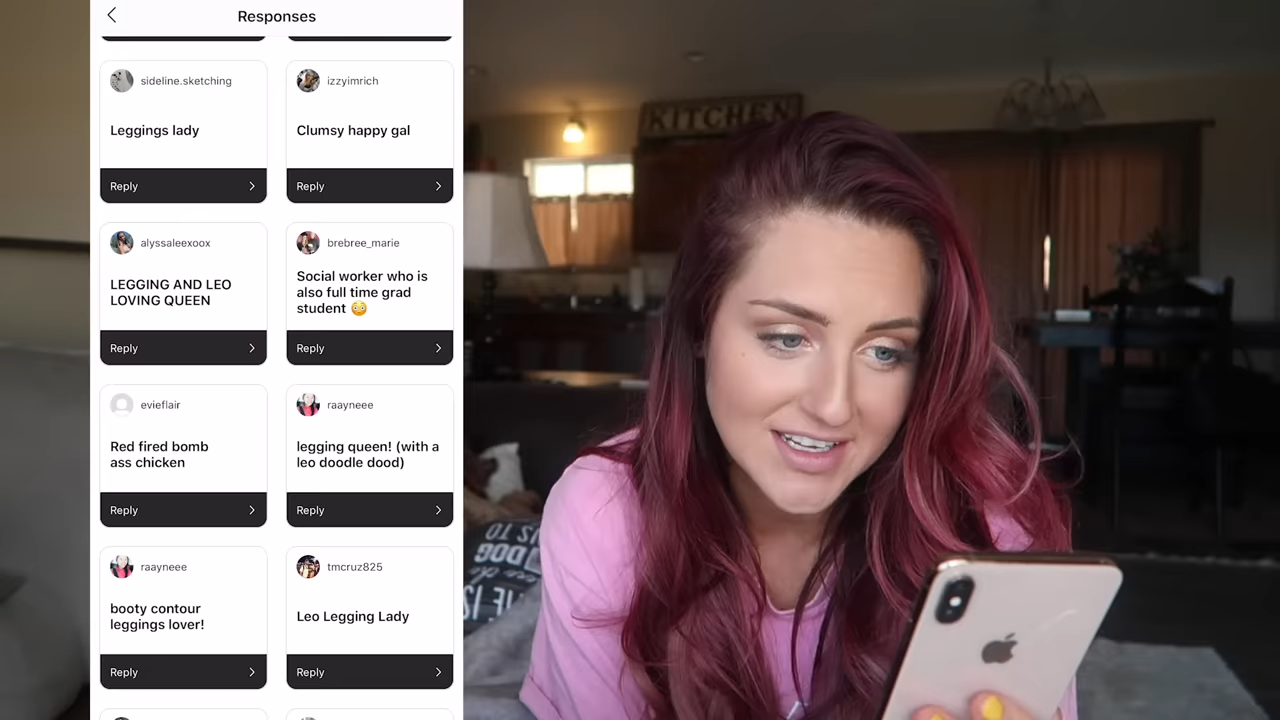 Responses
sideline.sketching
Leggings lady
Reply
izzyimrich
Clumsy happy gal
Reply
alyssaleexoox
LEGGING AND LEO
LOVING QUEEN
Reply
brebree_marie
Social worker who is
also full time grad
student 😳
Reply
evieflair
Red fired bomb
ass chicken
Reply
raayneee
legging queen! (with a
leo doodle dood)
Reply
raayneee
booty contour
leggings lover!
Reply
tmcruz825
Leo Legging Lady
Reply
KITCHEN
DOG